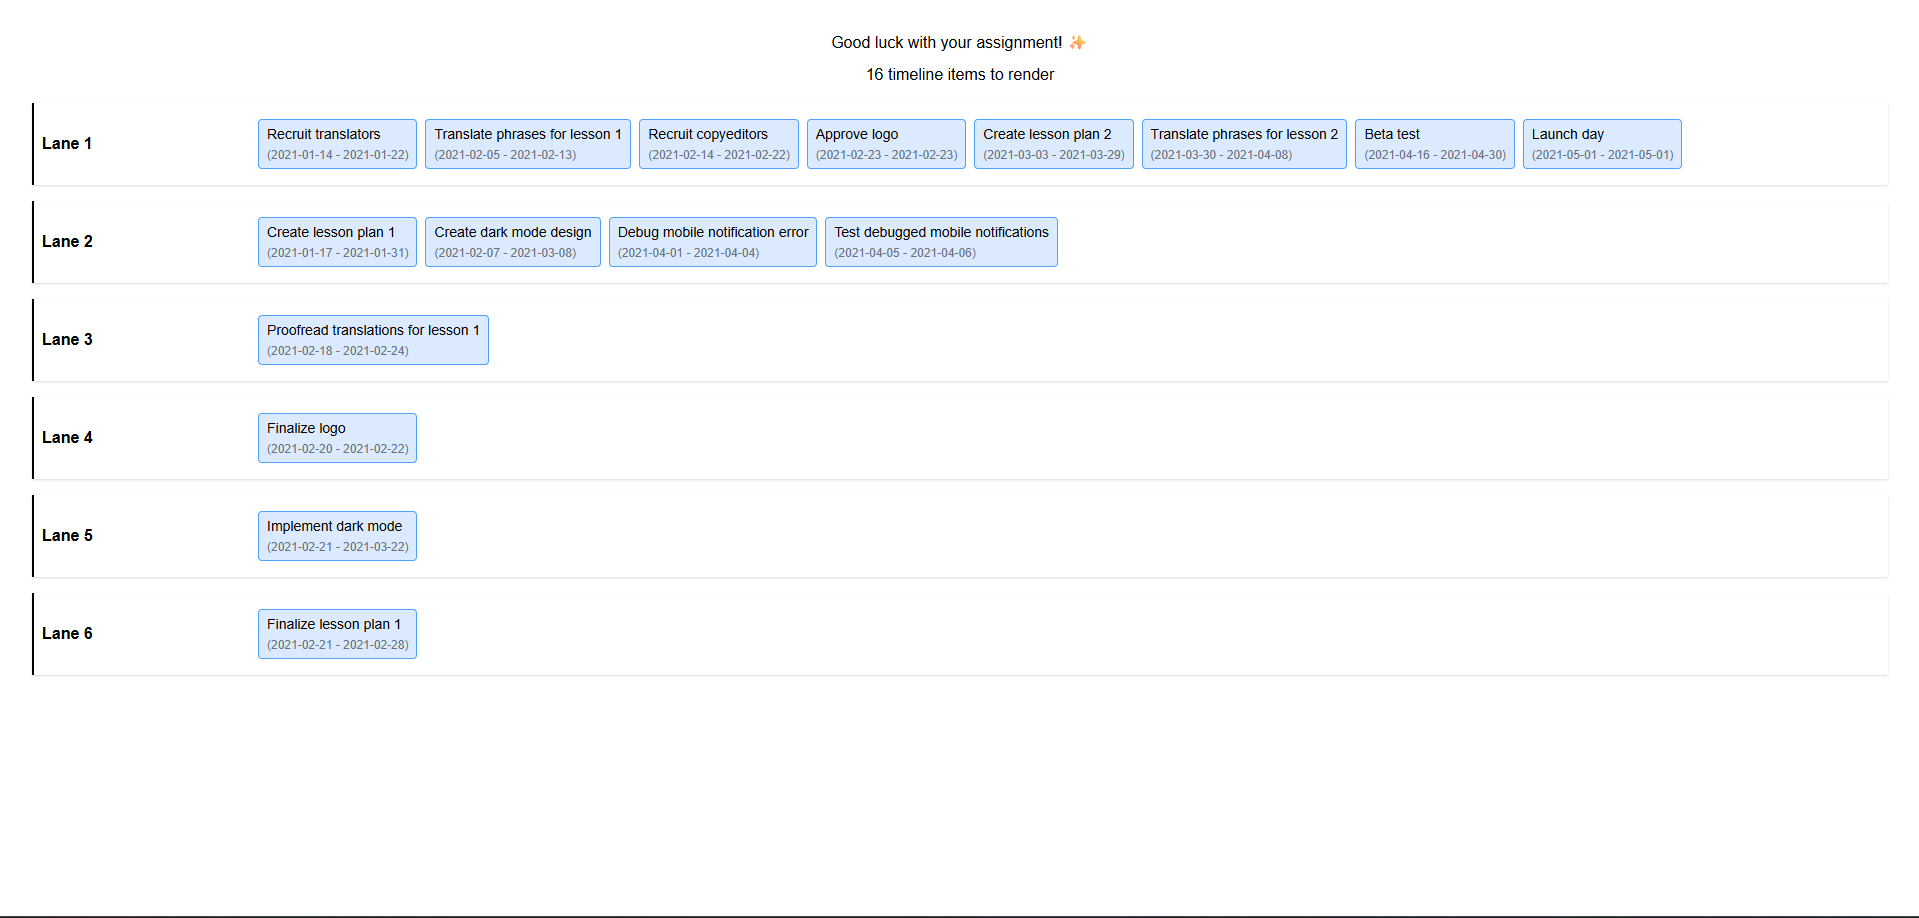 Good luck with your assignment! ✨
16 timeline items to render
Lane 1
Recruit translators
(2021-01-14 - 2021-01-22)
Translate phrases for lesson 1
(2021-02-05 - 2021-02-13)
Recruit copyeditors
(2021-02-14 - 2021-02-22)
Approve logo
(2021-02-23 - 2021-02-23)
Create lesson plan 2
(2021-03-03 - 2021-03-29)
Translate phrases for lesson 2
(2021-03-30 - 2021-04-08)
Beta test
(2021-04-16 - 2021-04-30)
Launch day
(2021-05-01 - 2021-05-01)
Lane 2
Create lesson plan 1
(2021-01-17 - 2021-01-31)
Create dark mode design
(2021-02-07 - 2021-03-08)
Debug mobile notification error
(2021-04-01 - 2021-04-04)
Test debugged mobile notifications
(2021-04-05 - 2021-04-06)
Lane 3
Proofread translations for lesson 1
(2021-02-18 - 2021-02-24)
Lane 4
Finalize logo
(2021-02-20 - 2021-02-22)
Lane 5
Implement dark mode
(2021-02-21 - 2021-03-22)
Lane 6
Finalize lesson plan 1
(2021-02-21 - 2021-02-28)